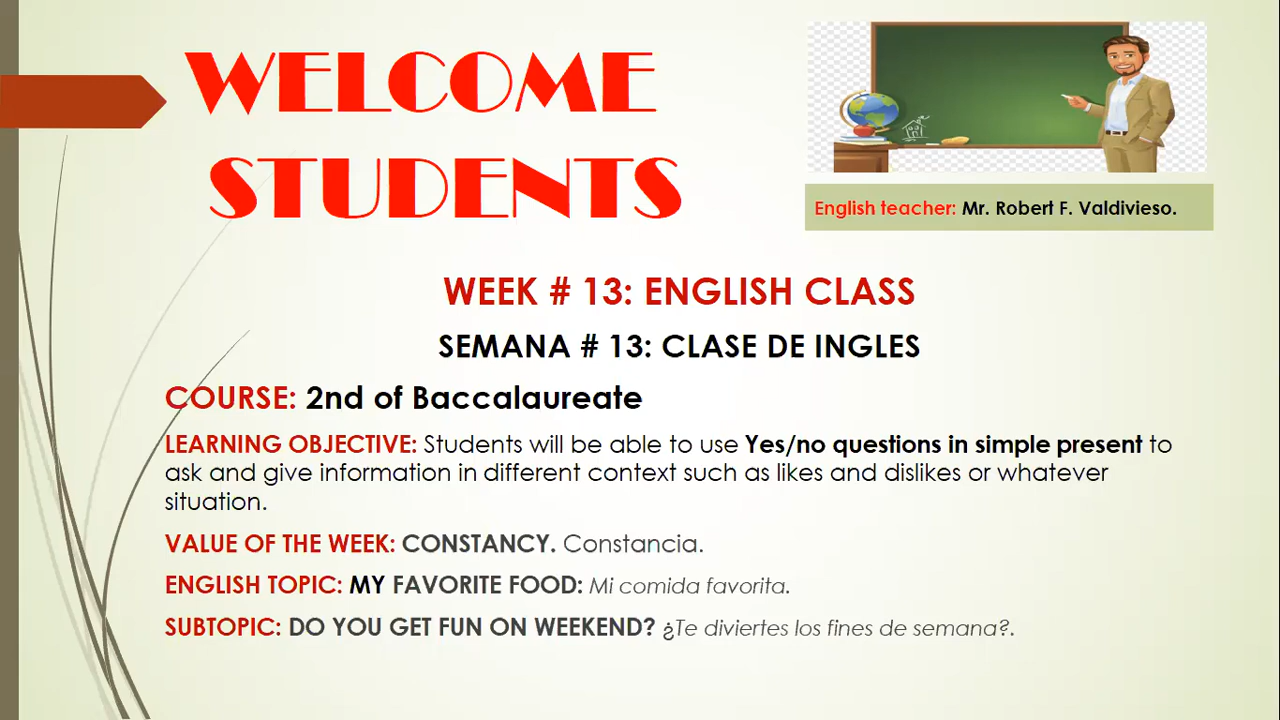 WELCOME
STUDENTS
English teacher: Mr. Robert F. Valdivieso.
WEEK # 13: ENGLISH CLASS
SEMANA # 13: CLASE DE INGLES
COURSE: 2nd of Baccalaureate
LEARNING OBJECTIVE: Students will be able to use Yes/no questions in simple present to
ask and give information in different context such as likes and dislikes or whatever
situation.
VALUE OF THE WEEK: CONSTANCY. Constancia.
ENGLISH TOPIC: MY FAVORITE FOOD: Mi comida favorita.
SUBTOPIC: DO YOU GET FUN ON WEEKEND? ¿Te diviertes los fines de semana?.